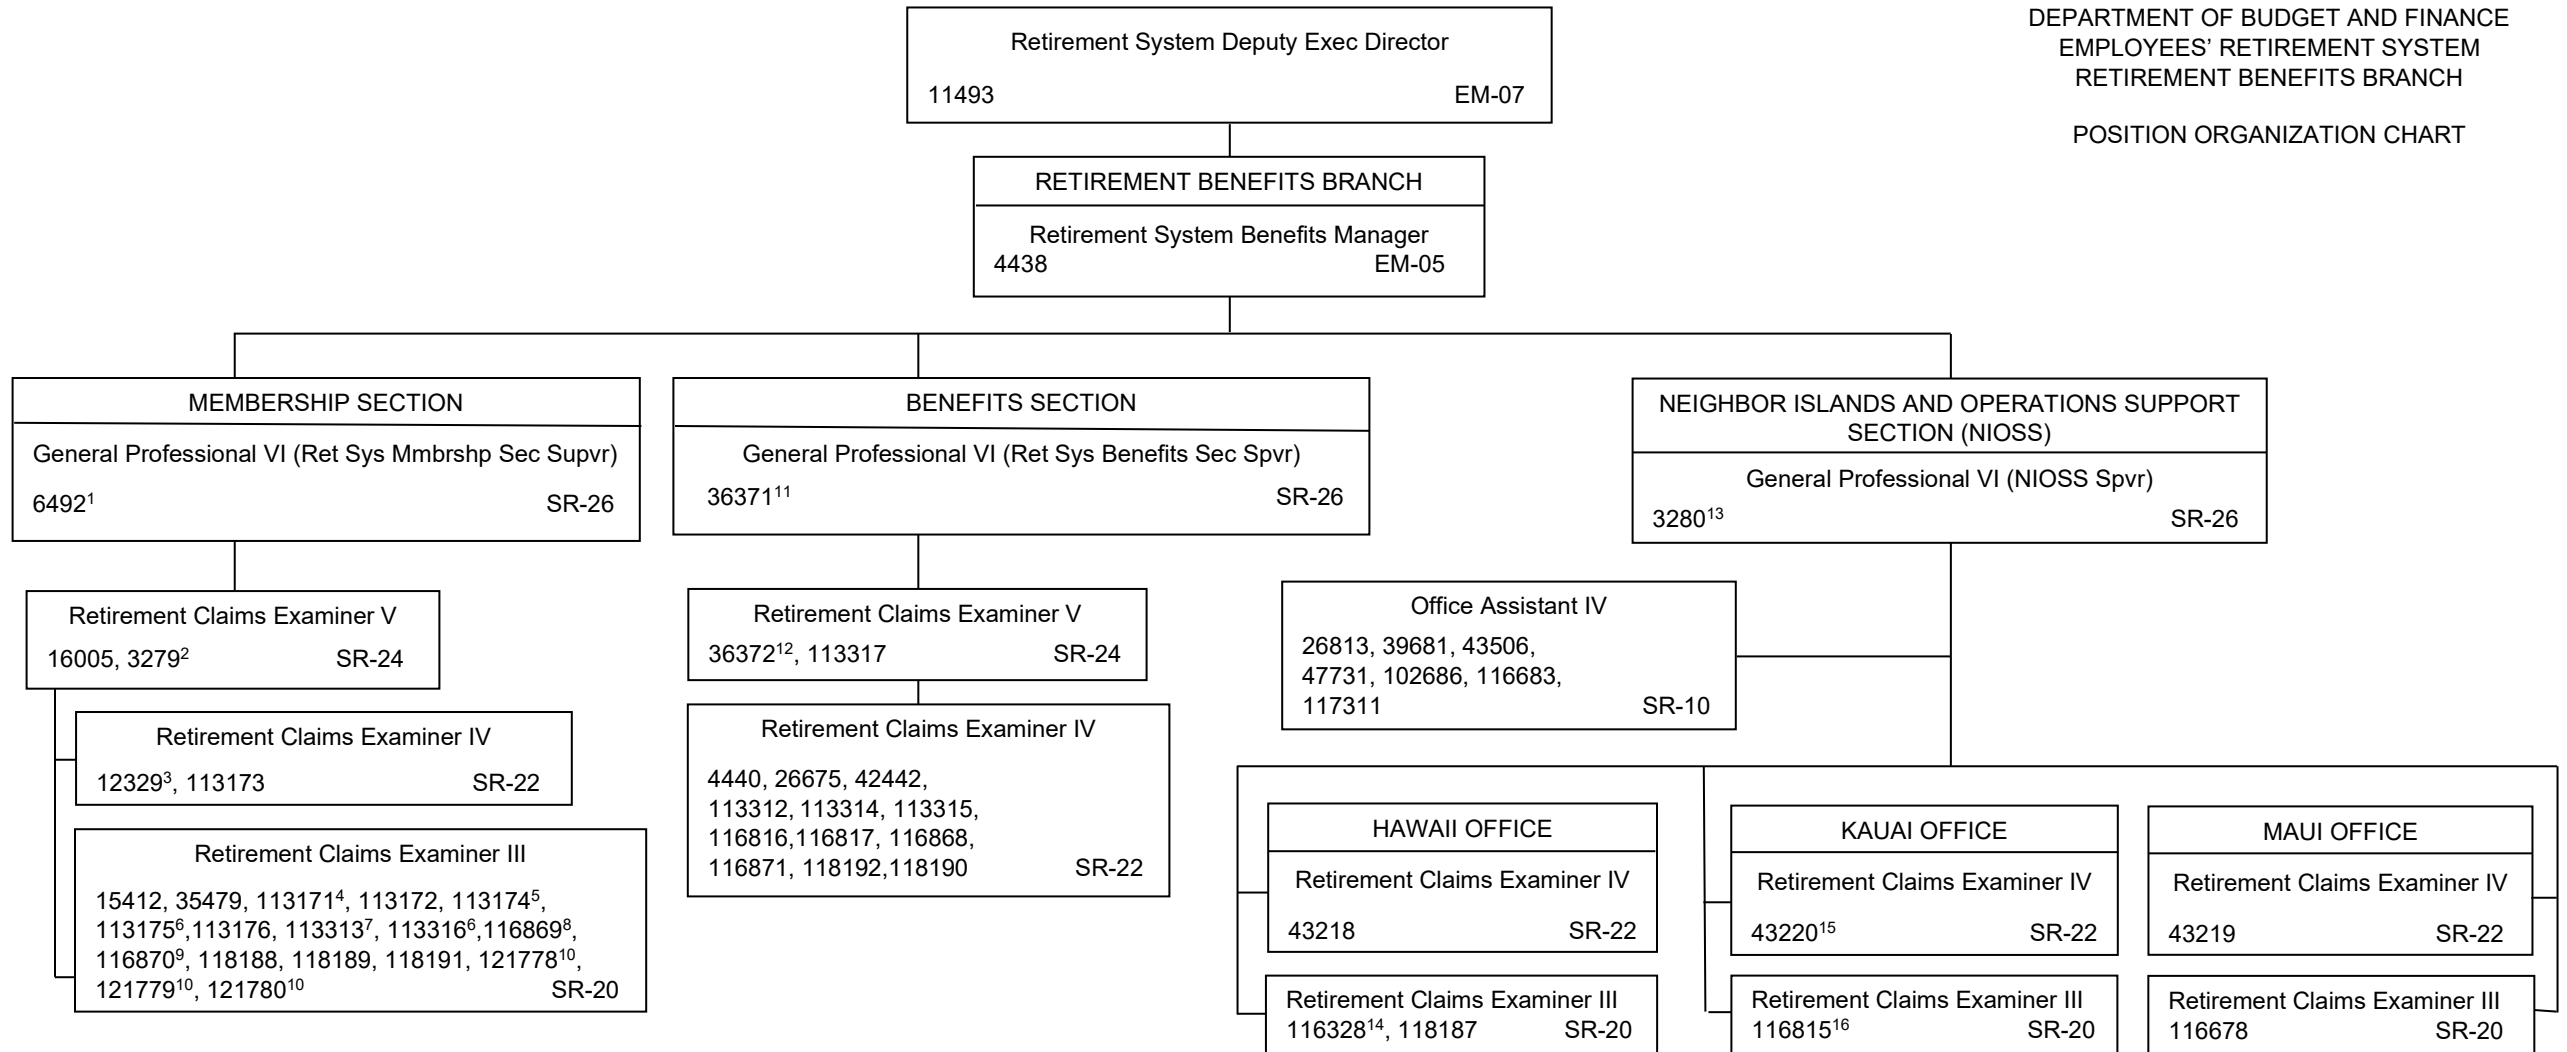 DEPARTMENT OF BUDGET AND FINANCE
EMPLOYEES’ RETIREMENT SYSTEM
RETIREMENT BENEFITS BRANCH
POSITION ORGANIZATION CHART
Retirement System Deputy Exec Director
11493 EM-07
RETIREMENT BENEFITS BRANCH
Retirement System Benefits Manager
4438 EM-05
MEMBERSHIP SECTION
General Professional VI (Ret Sys Mmbrshp Sec Supvr)
6492¹ SR-26
Retirement Claims Examiner V
16005, 3279² SR-24
Retirement Claims Examiner IV
12329³, 113173 SR-22
Retirement Claims Examiner III
15412, 35479, 113171⁴, 113172, 113174⁵,
113175⁶,113176, 113313⁷, 113316⁶,116869⁸,
116870⁹, 118188, 118189, 118191, 121778¹⁰,
121779¹⁰, 121780¹⁰ SR-20
BENEFITS SECTION
General Professional VI (Ret Sys Benefits Sec Spvr)
36371¹¹ SR-26
Retirement Claims Examiner V
36372¹², 113317 SR-24
Retirement Claims Examiner IV
4440, 26675, 42442,
113312, 113314, 113315,
116816,116817, 116868,
116871, 118192,118190 SR-22
NEIGHBOR ISLANDS AND OPERATIONS SUPPORT
SECTION (NIOSS)
General Professional VI (NIOSS Spvr)
3280¹³ SR-26
Office Assistant IV
26813, 39681, 43506,
47731, 102686, 116683,
117311 SR-10
HAWAII OFFICE
Retirement Claims Examiner IV
43218 SR-22
Retirement Claims Examiner III
116328¹⁴, 118187 SR-20
KAUAI OFFICE
Retirement Claims Examiner IV
43220¹⁵ SR-22
Retirement Claims Examiner III
116815¹⁶ SR-20
MAUI OFFICE
Retirement Claims Examiner IV
43219 SR-22
Retirement Claims Examiner III
116678 SR-20